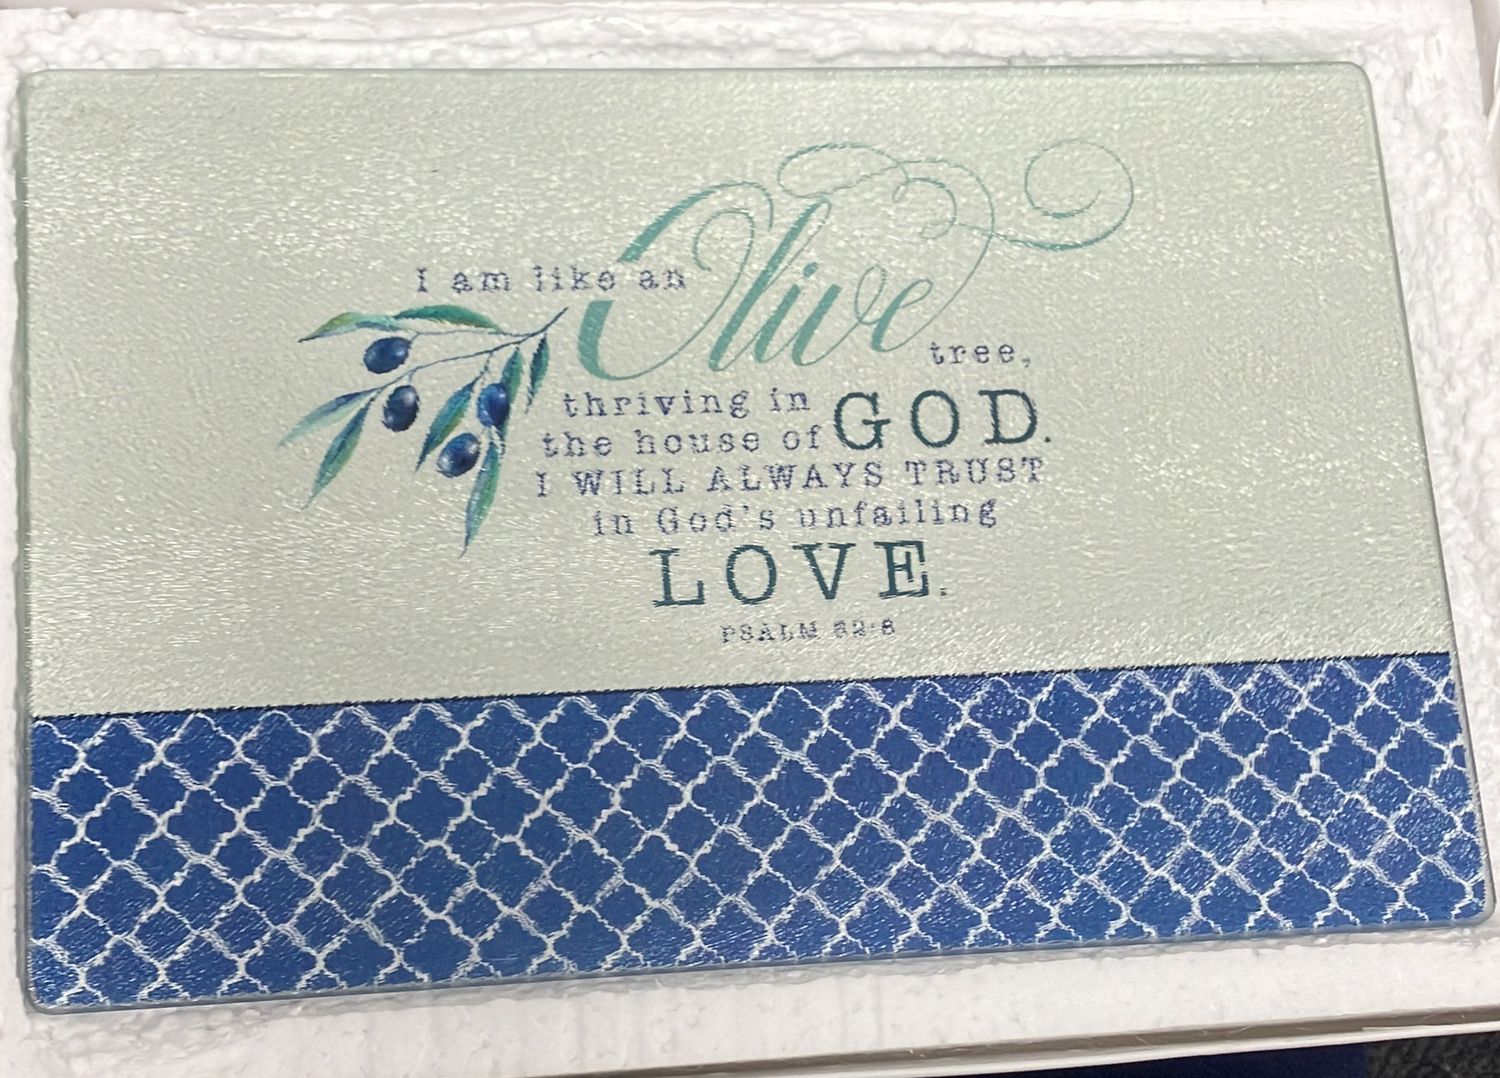 I am like an Olive tree,
thriving in
the house of GOD.
I WILL ALWAYS TRUST
in God's unfailing
LOVE.
PSALM 52:8